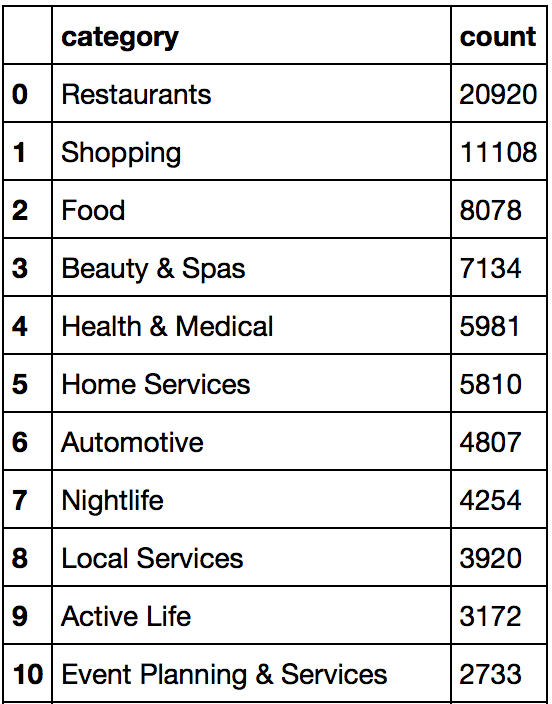 category count
0 Restaurants 20920
1 Shopping 11108
2 Food 8078
3 Beauty & Spas 7134
4 Health & Medical 5981
5 Home Services 5810
6 Automotive 4807
7 Nightlife 4254
8 Local Services 3920
9 Active Life 3172
10 Event Planning & Services 2733